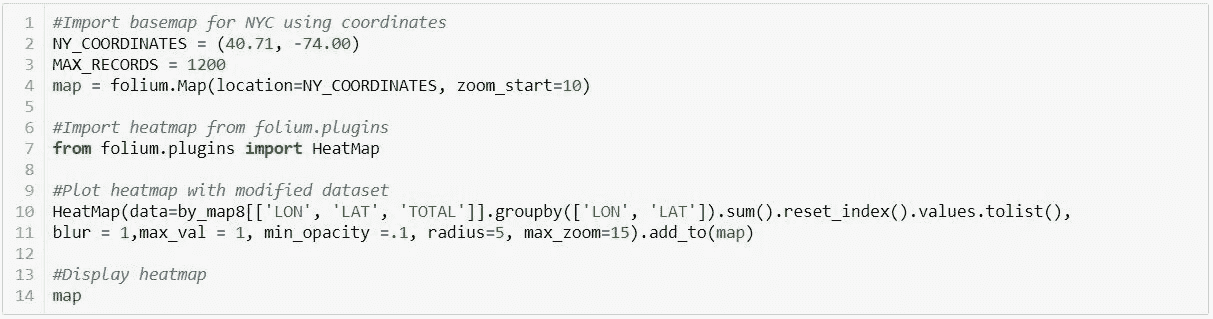 1 #Import basemap for NYC using coordinates
2 NY_COORDINATES = (40.71, -74.00)
3 MAX_RECORDS = 1200
4 map = folium.Map(location=NY_COORDINATES, zoom_start=10)
5
6 #Import heatmap from folium.plugins
7 from folium.plugins import HeatMap
8
9 #Plot heatmap with modified dataset
10 HeatMap(data=by_map8[['LON', 'LAT', 'TOTAL']].groupby(['LON', 'LAT']).sum().reset_index().values.tolist(),
11 blur = 1,max_val = 1, min_opacity =.1, radius=5, max_zoom=15).add_to(map)
12
13 #Display heatmap
14 map